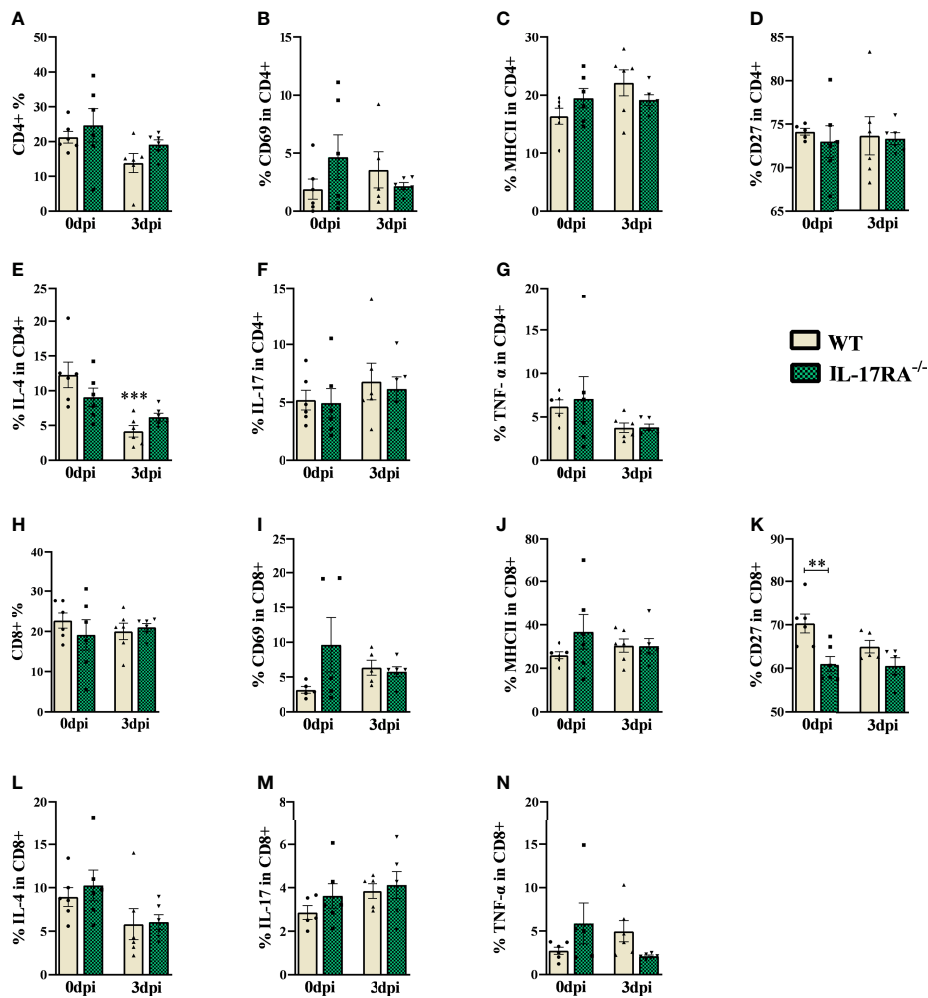 A
CD4+ %
50
40
30
20
10
0
0dpi 3dpi
B
% CD69 in CD4+
15
10
5
0
0dpi 3dpi
C
% MHCII in CD4+
30
20
10
0
0dpi 3dpi
D
% CD27 in CD4+
85
80
75
70
65
0dpi 3dpi
E
% IL-4 in CD4+
25
20
15
10
5
0
***
0dpi 3dpi
F
% IL-17 in CD4+
15
10
5
0
0dpi 3dpi
G
% TNF- α in CD4+
20
15
10
5
0
0dpi 3dpi
WT
IL-17RA-/-
H
CD8+ %
40
30
20
10
0
0dpi 3dpi
I
% CD69 in CD8+
25
20
15
10
5
0
0dpi 3dpi
J
% MHCII in CD8+
80
60
40
20
0dpi 3dpi
K
% CD27 in CD8+
90
80
70
60
50
**
0dpi 3dpi
L
% IL-4 in CD8+
20
15
10
5
0
0dpi 3dpi
M
% IL-17 in CD8+
8
6
4
2
0
0dpi 3dpi
N
% TNF-α in CD8+
20
15
10
5
0
0dpi 3dpi